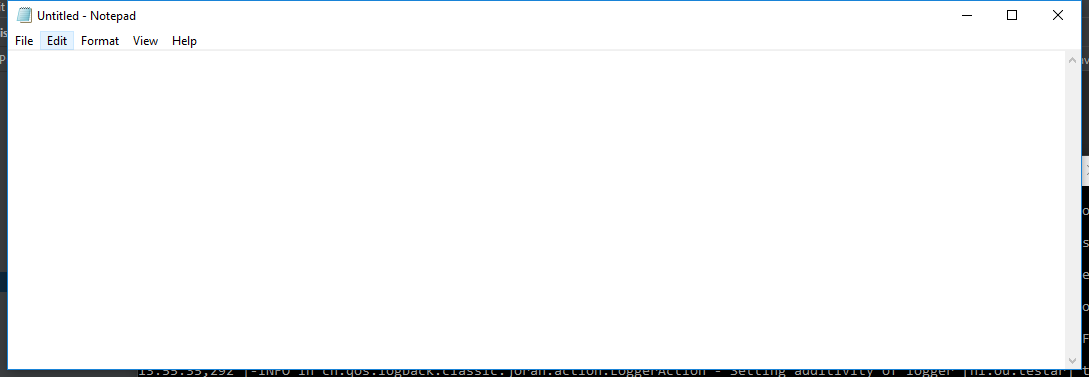 Untitled - Notepad
File Edit Format View Help
13:55:35,292 |-INFO in ch.qos.logback.classic.joran.action.LoggerAction - Setting additivity of logger [nl.ou.testar]